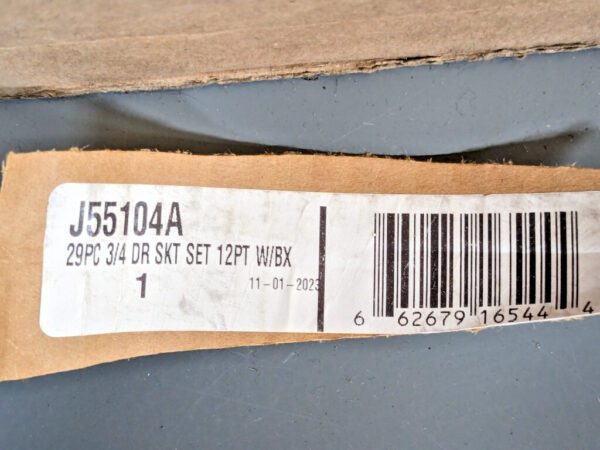 J55104A
29PC 3/4 DR SKT SET 12PT W/BX
1
11-01-2023
6 62679 16544 4